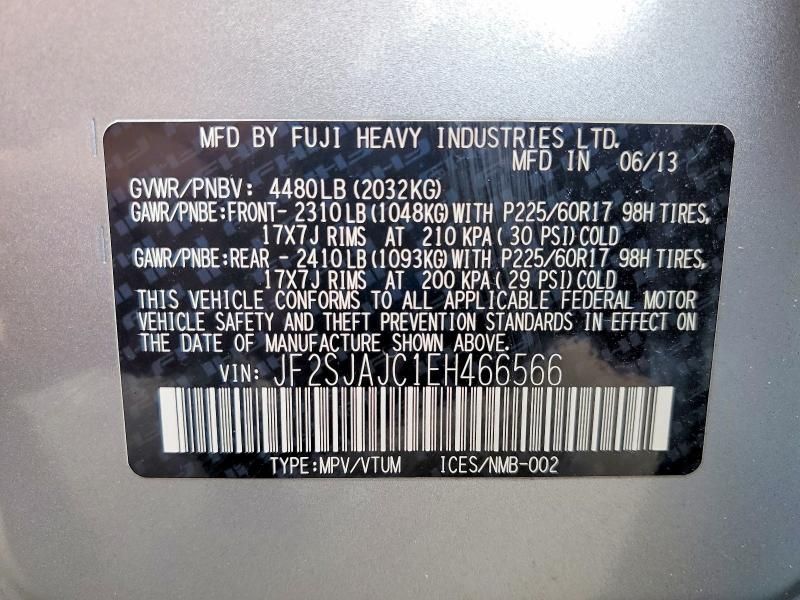 MFD BY FUJI HEAVY INDUSTRIES LTD.
MFD IN 06/13
GVWR/PNBV: 4480LB (2032KG)
GAWR/PNBE:FRONT- 2310 LB (1048KG) WITH P225/60R17 98H TIRES,
17X7J RIMS AT 210 KPA ( 30 PSI) COLD
GAWR/PNBE:REAR - 2410 LB (1093KG) WITH P225/60R17 98H TIRES,
17X7J RIMS AT 200 KPA ( 29 PSI) COLD
THIS VEHICLE CONFORMS TO ALL APPLICABLE FEDERAL MOTOR
VEHICLE SAFETY AND THEFT PREVENTION STANDARDS IN EFFECT ON
THE DATE OF MANUFACTURE SHOWN ABOVE.
VIN: JF2SJAJC1EH466566
TYPE:MPV/VTUM ICES/NMB-002